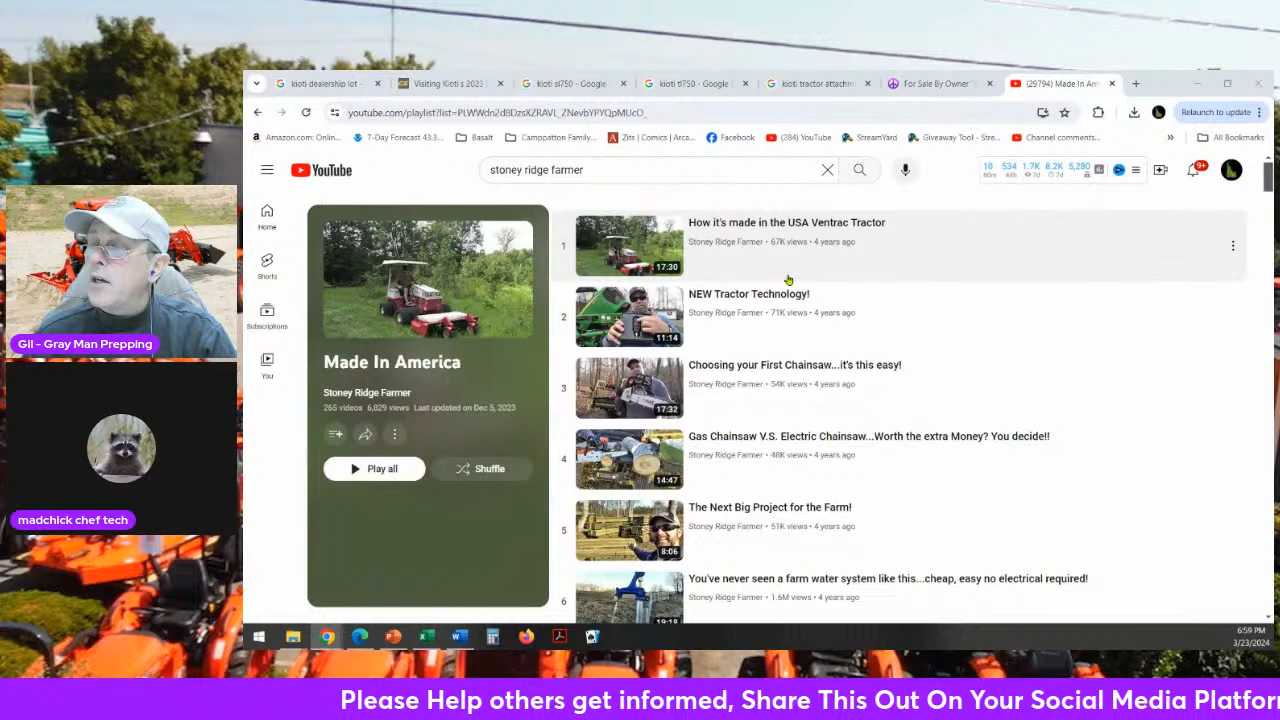 kioti dealership lot
Visiting Kioti's 2023
kioti sl750 - Google
kioti tl750 - Google
kioti tractor attachm
For Sale By Owner
(29794) Made In Am
youtube.com/playlist?list=
Relaunch to update
Amazon.com: Onlin...
7-Day Forecast 43.3...
Basalt
Campoatton Family...
Zits | Comics | Arca...
Facebook
(284) YouTube
StreamYard
Giveaway Tool - Stre...
Channel comments...
»
All Bookmarks
YouTube
stoney ridge farmer
10 534 1.7K 8.2K 5,280
60m 48h 7d 7d
9+
Home
Shorts
Subscriptions
You
Made In America
Stoney Ridge Farmer
265 videos 6,829 views Last updated on Dec 5, 2023
Play all
Shuffle
1
17:30
How it's made in the USA Ventrac Tractor
Stoney Ridge Farmer • 67K views • 4 years ago
2
11:14
NEW Tractor Technology!
Stoney Ridge Farmer • 71K views • 4 years ago
3
17:32
Choosing your First Chainsaw...it's this easy!
Stoney Ridge Farmer • 54K views • 4 years ago
4
14:47
Gas Chainsaw V.S. Electric Chainsaw...Worth the extra Money? You decide!!
Stoney Ridge Farmer • 48K views • 4 years ago
5
8:06
The Next Big Project for the Farm!
Stoney Ridge Farmer • 51K views • 4 years ago
6
19:18
You've never seen a farm water system like this...cheap, easy no electrical required!
Stoney Ridge Farmer • 1.6M views • 4 years ago
6:59 PM
3/23/2024
Gil - Gray Man Prepping
madchick chef tech
Please Help others get informed, Share This Out On Your Social Media Platfor